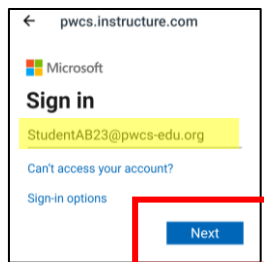 pwcs.instructure.com
Microsoft
Sign in
StudentAB23@pwcs-edu.org
Can't access your account?
Sign-in options
Next